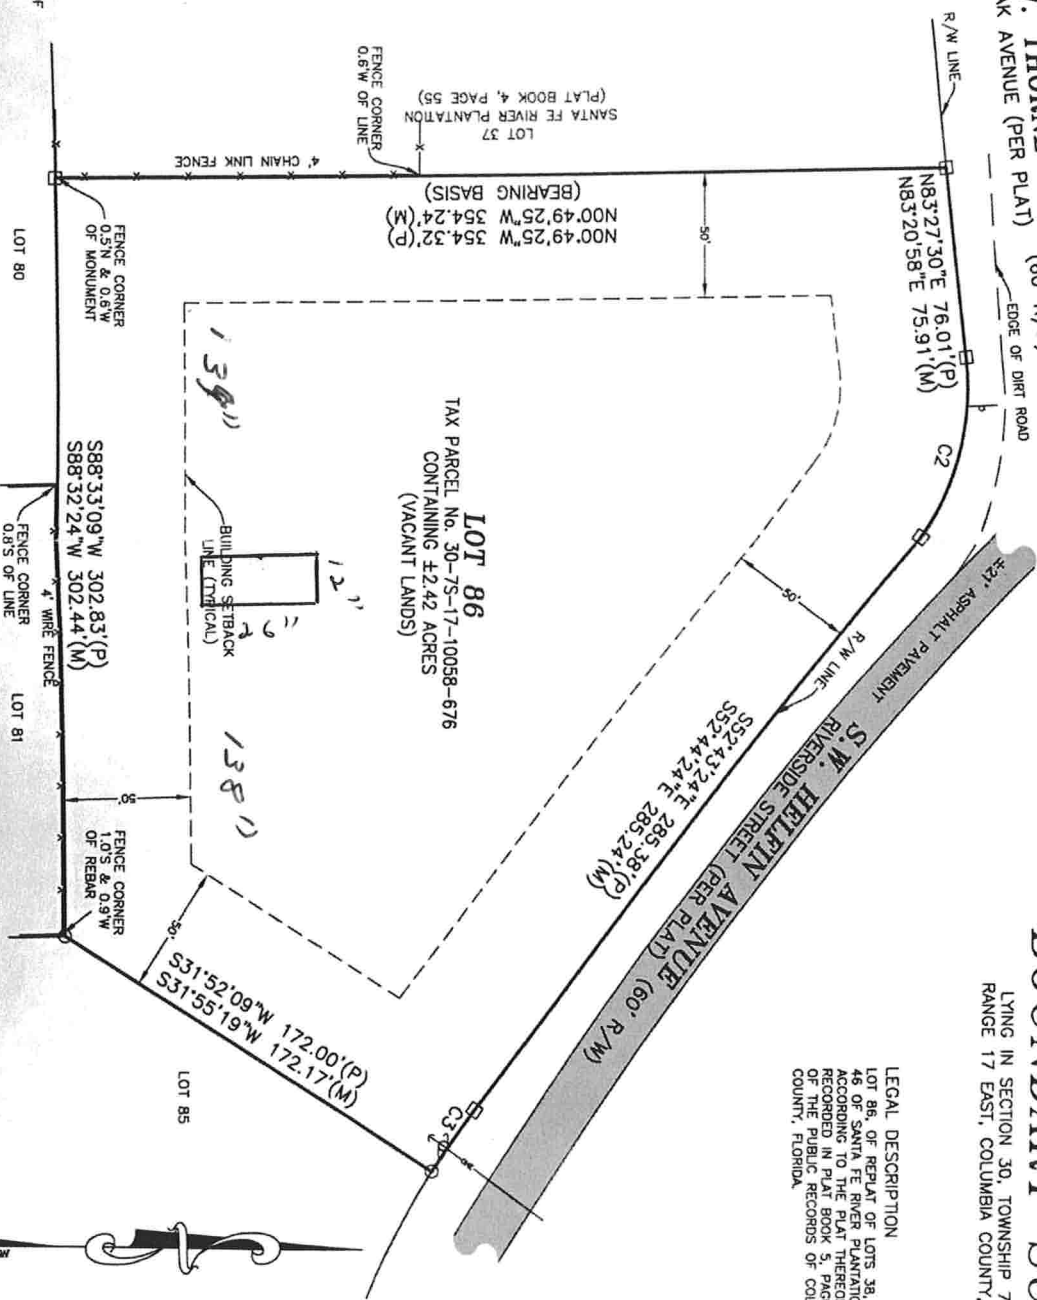 AK AVENUE (PER PLAT)
R/W LINE
EDGE OF DIRT ROAD
N83°27'30"E 76.01'(P)
N83°20'58"E 75.91'(M)
C2
LOT 37
SANTA FE RIVER PLANTATION
(PLAT BOOK 4, PAGE 55)
FENCE CORNER
0.6'W OF LINE
4' CHAIN LINK FENCE
N00°49'25"W 354.32'(P)
N00°49'25"W 354.24'(M)
(BEARING BASIS)
50'
FENCE CORNER
0.5'N & 0.6'W
OF MONUMENT
LOT 80
LOT 86
TAX PARCEL No. 30-7S-17-10058-676
CONTAINING ±2.42 ACRES
(VACANT LANDS)
BUILDING SETBACK
LINE (TYPICAL)
12"
26"
138"
50'
R/W LINE
±21' ASPHALT PAVEMENT
S.W. HELFIN AVENUE
RIVERSIDE STREET (PER PLAT) (60' R/W)
S52°43'24"E 285.38'(P)
S52°44'24"E 285.24'(M)
S88°33'09"W 302.83'(P)
S88°32'24"W 302.44'(M)
4' WIRE FENCE
FENCE CORNER
0.8'S OF LINE
LOT 81
50'
FENCE CORNER
1.0'S & 0.9'W
OF REBAR
50'
S31°52'09"W 172.00'(P)
S31°55'19"W 172.17'(M)
LOT 85
C3
LYING IN SECTION 30, TOWNSHIP 7
RANGE 17 EAST, COLUMBIA COUNTY,
LEGAL DESCRIPTION
LOT 86, OF REPLAT OF LOTS 38,
46 OF SANTA FE RIVER PLANTATIO
ACCORDING TO THE PLAT THEREO
RECORDED IN PLAT BOOK 5, PAG
OF THE PUBLIC RECORDS OF COL
COUNTY, FLORIDA.